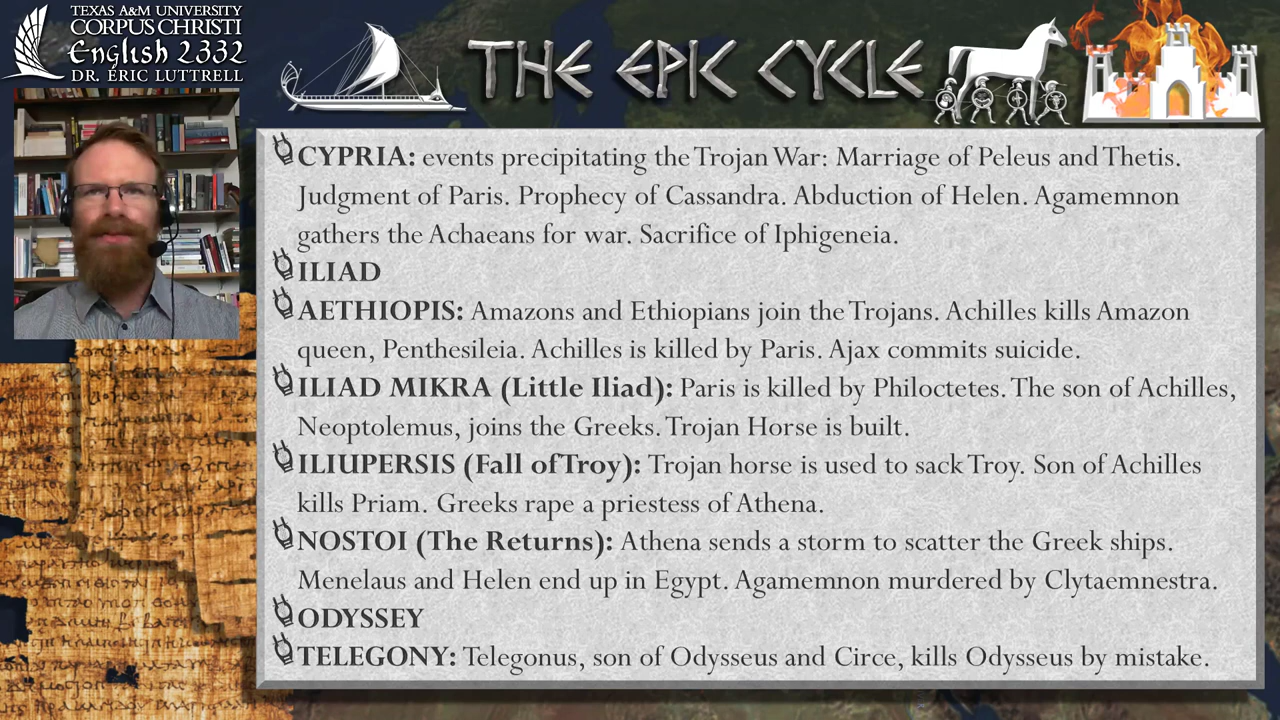 TEXAS A&M UNIVERSITY
CORPUS CHRISTI
English 2332
DR. ERIC LUTTRELL
THE EPIC CYCLE
CYPRIA: events precipitating the Trojan War: Marriage of Peleus and Thetis.
Judgment of Paris. Prophecy of Cassandra. Abduction of Helen. Agamemnon
gathers the Achaeans for war. Sacrifice of Iphigeneia.
ILIAD
AETHIOPIS: Amazons and Ethiopians join the Trojans. Achilles kills Amazon
queen, Penthesileia. Achilles is killed by Paris. Ajax commits suicide.
ILIAD MIKRA (Little Iliad): Paris is killed by Philoctetes. The son of Achilles,
Neoptolemus, joins the Greeks. Trojan Horse is built.
ILIUPERSIS (Fall of Troy): Trojan horse is used to sack Troy. Son of Achilles
kills Priam. Greeks rape a priestess of Athena.
NOSTOI (The Returns): Athena sends a storm to scatter the Greek ships.
Menelaus and Helen end up in Egypt. Agamemnon murdered by Clytaemnestra.
ODYSSEY
TELEGONY: Telegonus, son of Odysseus and Circe, kills Odysseus by mistake.